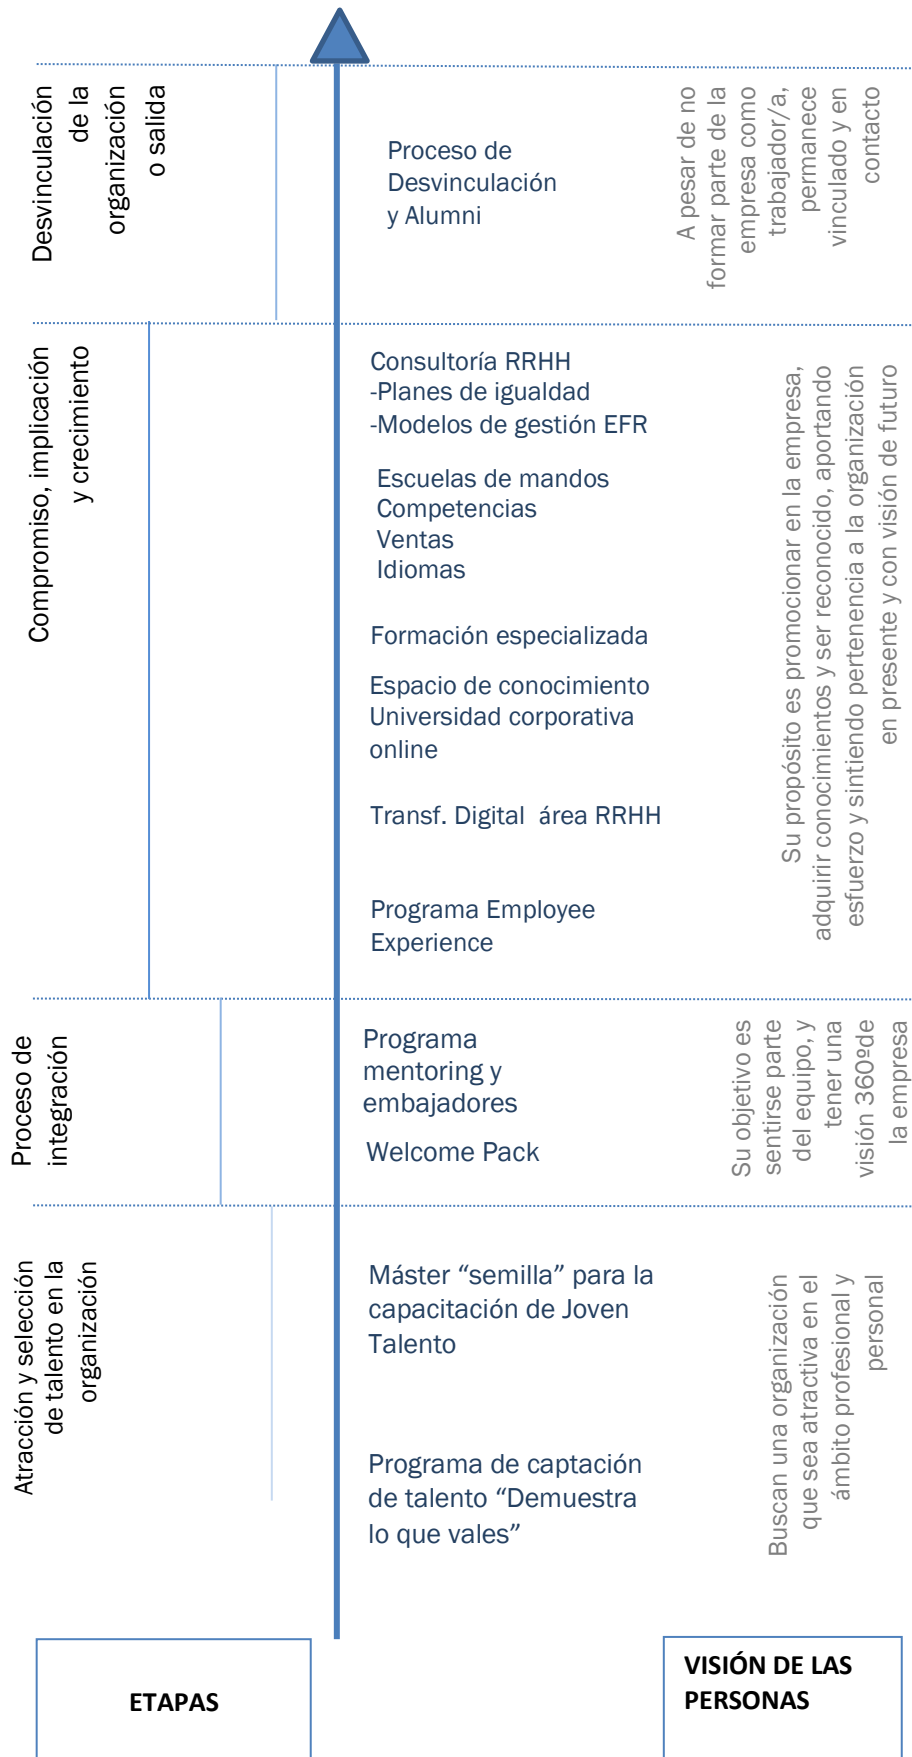 Desvinculación
de la
organización
o salida
Proceso de
Desvinculación
y Alumni
A pesar de no
formar parte de la
empresa como
trabajador/a,
permanece
vinculado y en
contacto
Compromiso, implicación
y crecimiento
Consultoría RRHH
-Planes de igualdad
-Modelos de gestión EFR
Escuelas de mandos
Competencias
Ventas
Idiomas
Formación especializada
Espacio de conocimiento
Universidad corporativa
online
Transf. Digital  área RRHH
Programa Employee
Experience
Su propósito es promocionar en la empresa,
adquirir conocimientos y ser reconocido, aportando
esfuerzo y sintiendo pertenencia a la organización
en presente y con visión de futuro
Proceso de
integración
Programa
mentoring y
embajadores
Welcome Pack
Su objetivo es
sentirse parte
del equipo, y
tener una
visión 360ºde
la empresa
Atracción y selección
de talento en la
organización
Máster “semilla” para la
capacitación de Joven
Talento
Programa de captación
de talento “Demuestra
lo que vales”
Buscan una organización
que sea atractiva en el
ámbito profesional y
personal
ETAPAS
VISIÓN DE LAS
PERSONAS